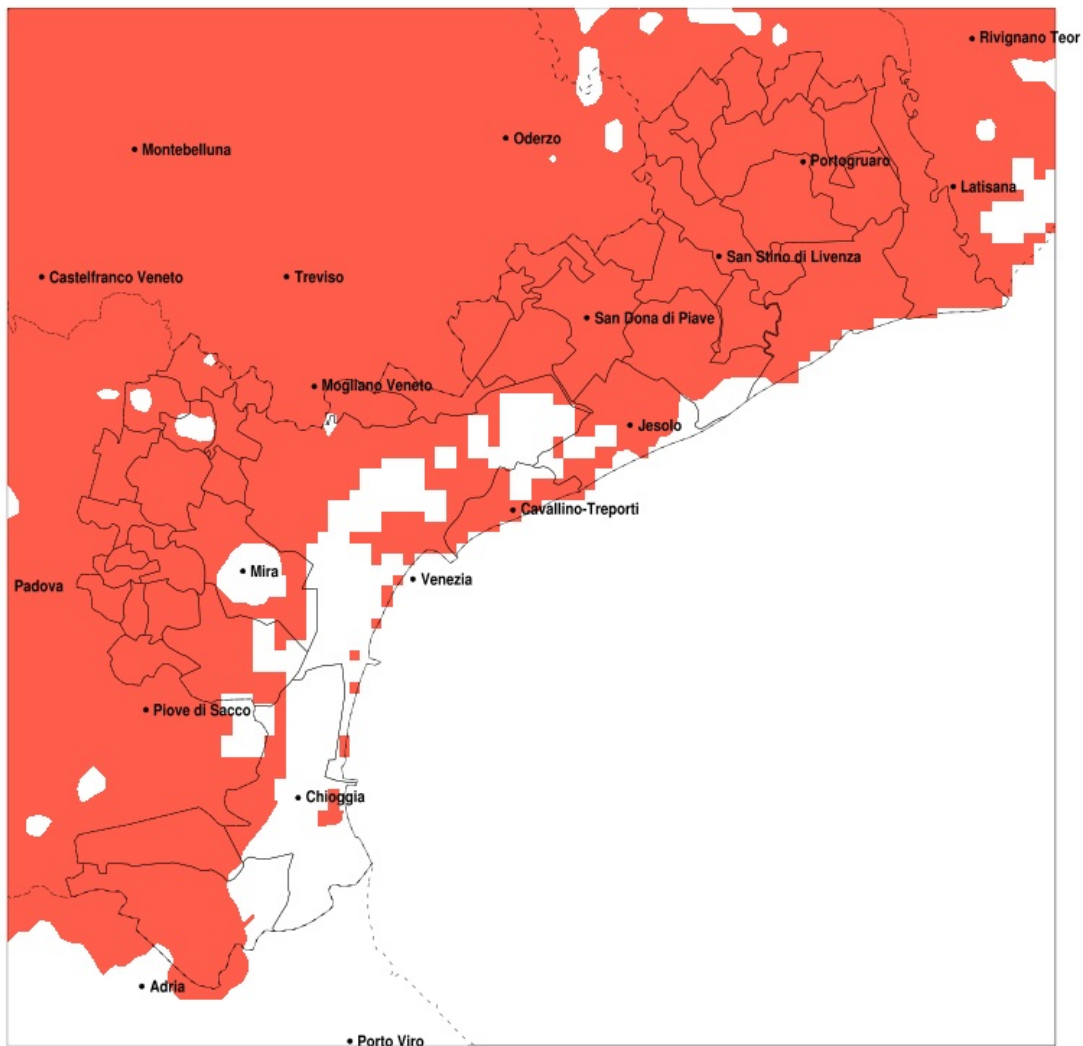 Rivignano Teor
Oderzo
Montebelluna
Portogruaro
Latisana
San Stino di Livenza
Castelfranco Veneto
Treviso
San Dona di Piave
Mogliano Veneto
Jesolo
Cavallino-Treporti
Mira
Venezia
Padova
Piove di Sacco
Chioggia
Adria
Porto Viro